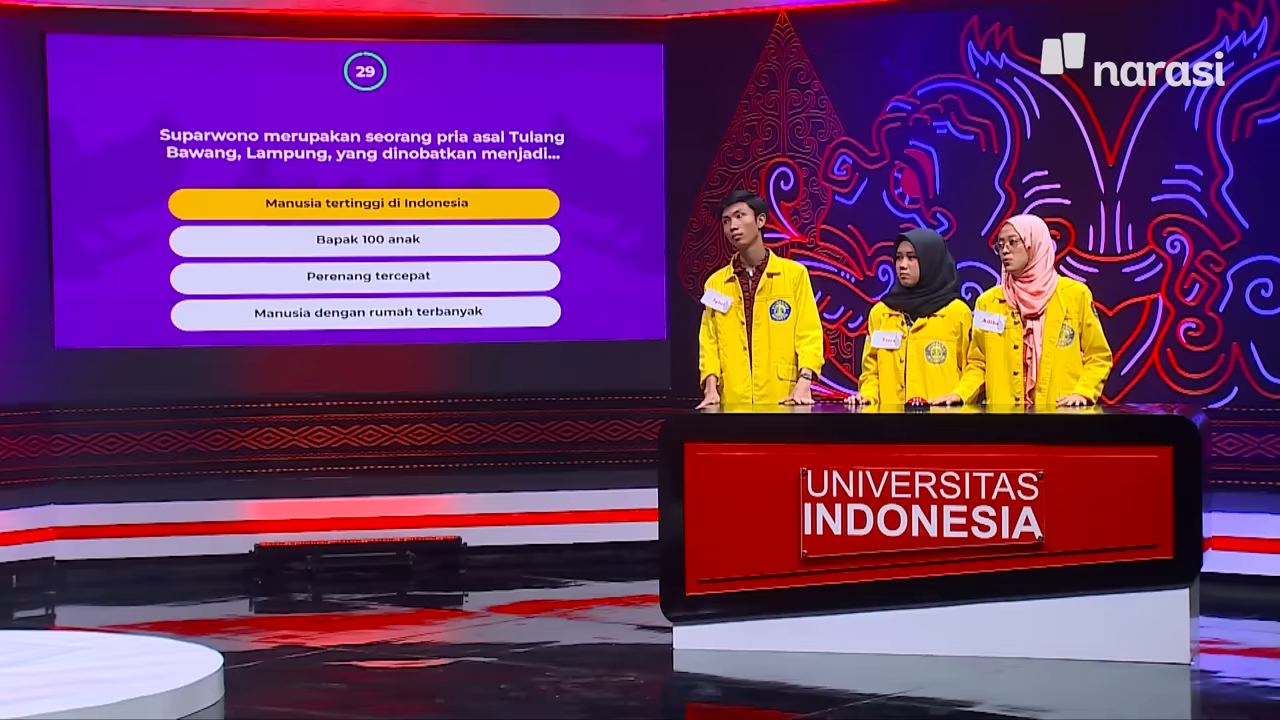 29
narasi
Suparwono merupakan seorang pria asal Tulang
Bawang, Lampung, yang dinobatkan menjadi...
Manusia tertinggi di Indonesia
Bapak 100 anak
Perenang tercepat
Manusia dengan rumah terbanyak
UNIVERSITAS
INDONESIA